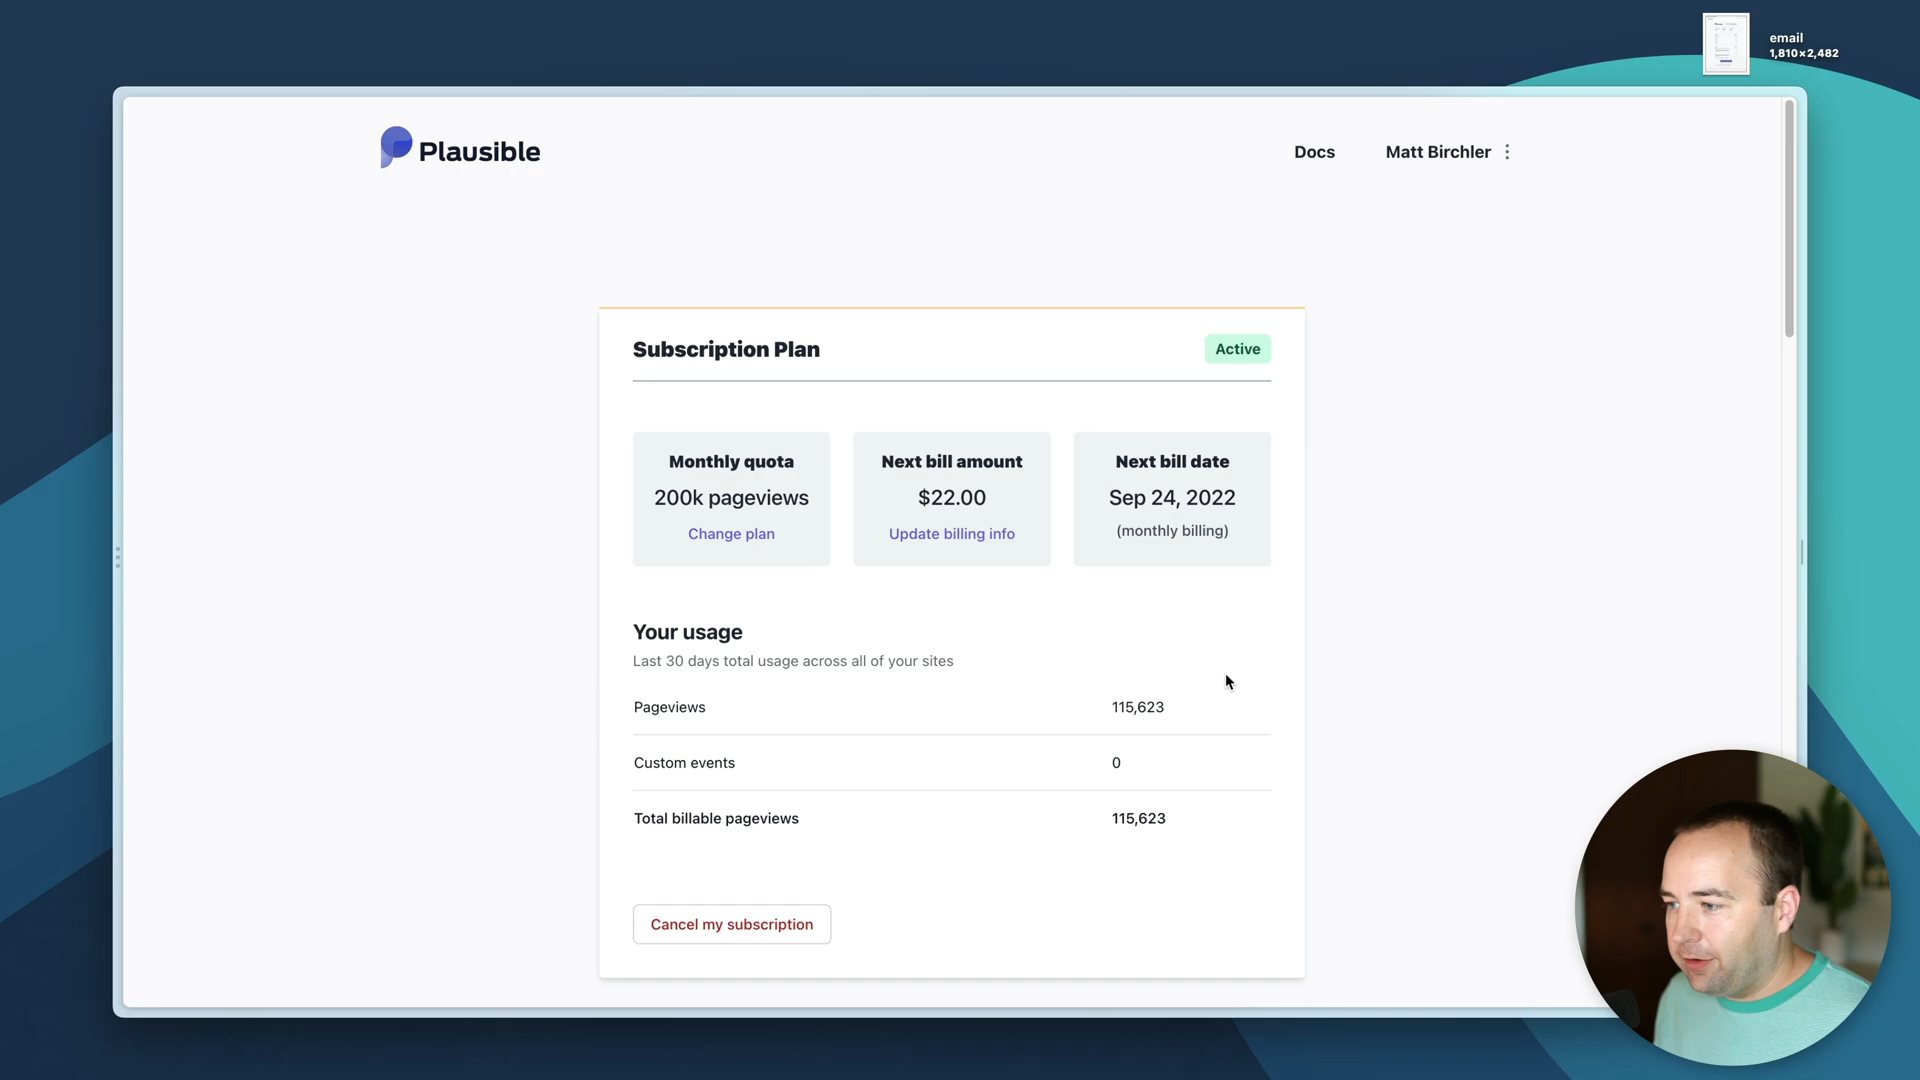 email
1,810×2,482
Plausible
Docs
Matt Birchler
Subscription Plan
Active
Monthly quota
200k pageviews
Change plan
Next bill amount
$22.00
Update billing info
Next bill date
Sep 24, 2022
(monthly billing)
Your usage
Last 30 days total usage across all of your sites
Pageviews 115,623
Custom events 0
Total billable pageviews 115,623
Cancel my subscription